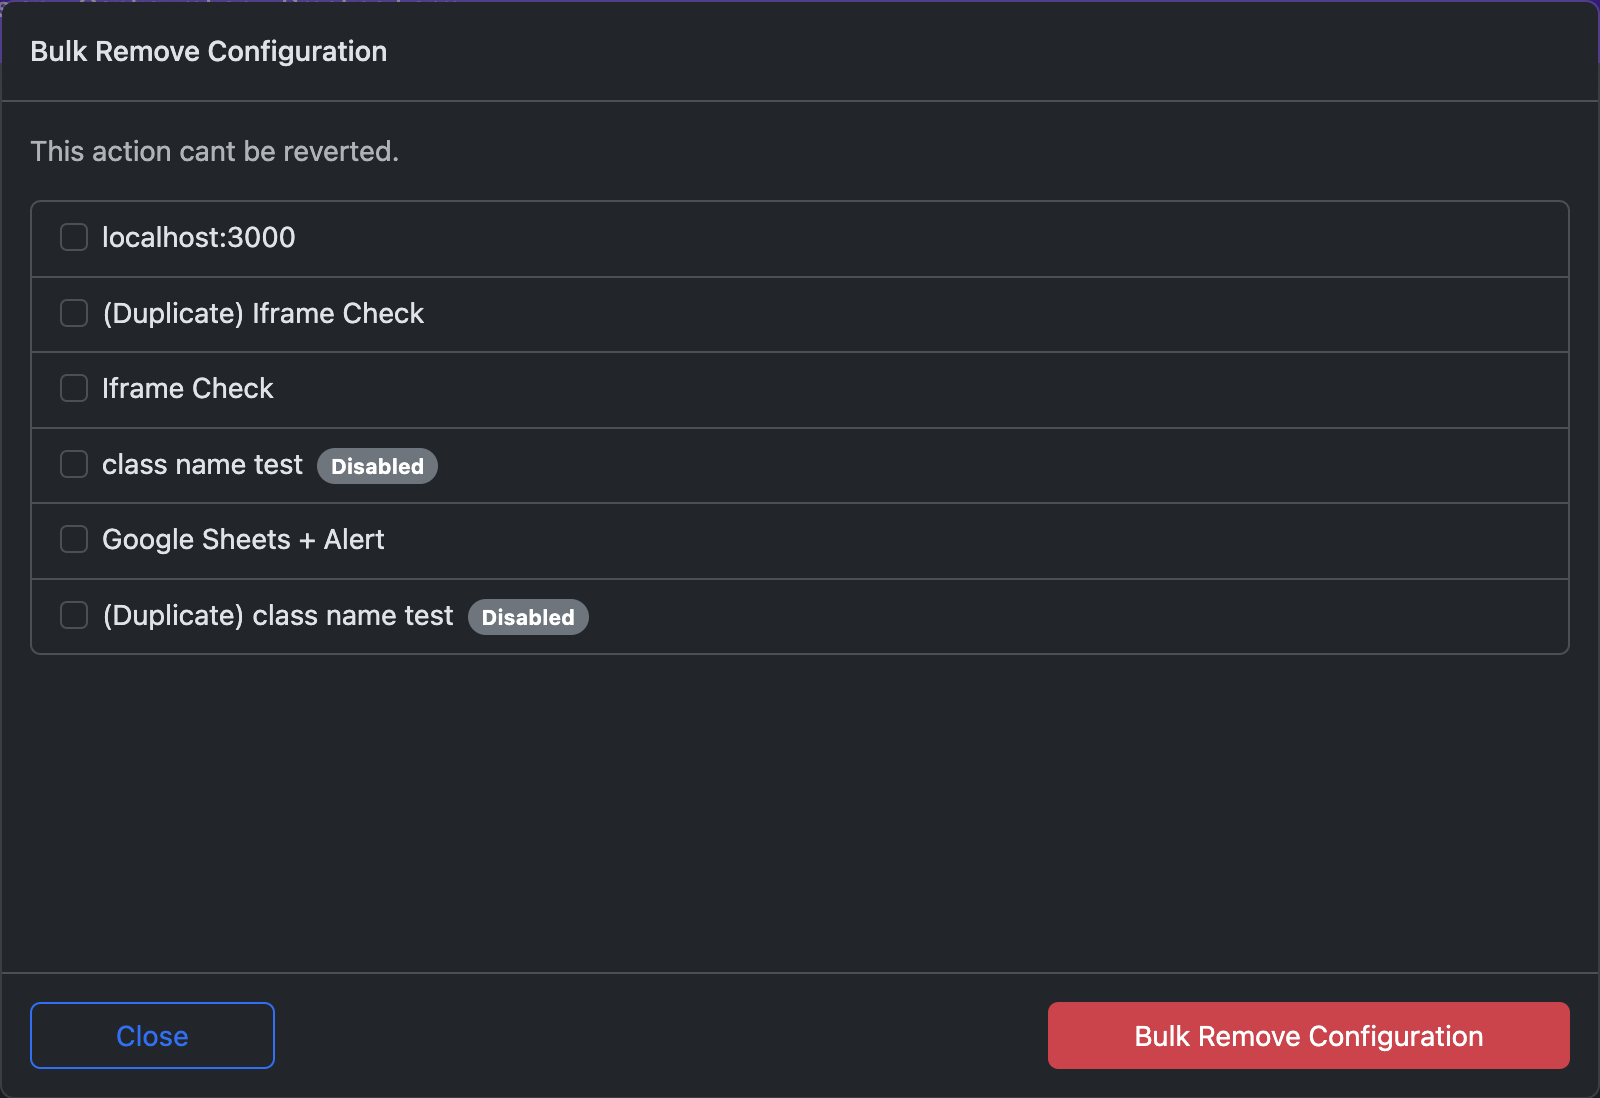 Bulk Remove Configuration
This action cant be reverted.
localhost:3000
(Duplicate) Iframe Check
Iframe Check
class name test Disabled
Google Sheets + Alert
(Duplicate) class name test Disabled
Close Bulk Remove Configuration